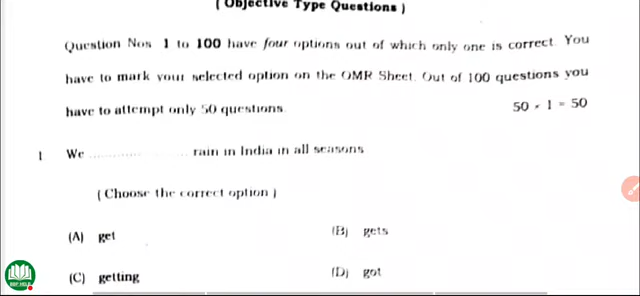 ( Objective Type Questions )
Question Nos. 1 to 100 have four options out of which only one is correct. You
have to mark your selected option on the OMR Sheet. Out of 100 questions you
have to attempt only 50 questions. 50 × 1 = 50
1. We .................... rain in India in all seasons
( Choose the correct option )
(A) get (B) gets
(C) getting (D) got